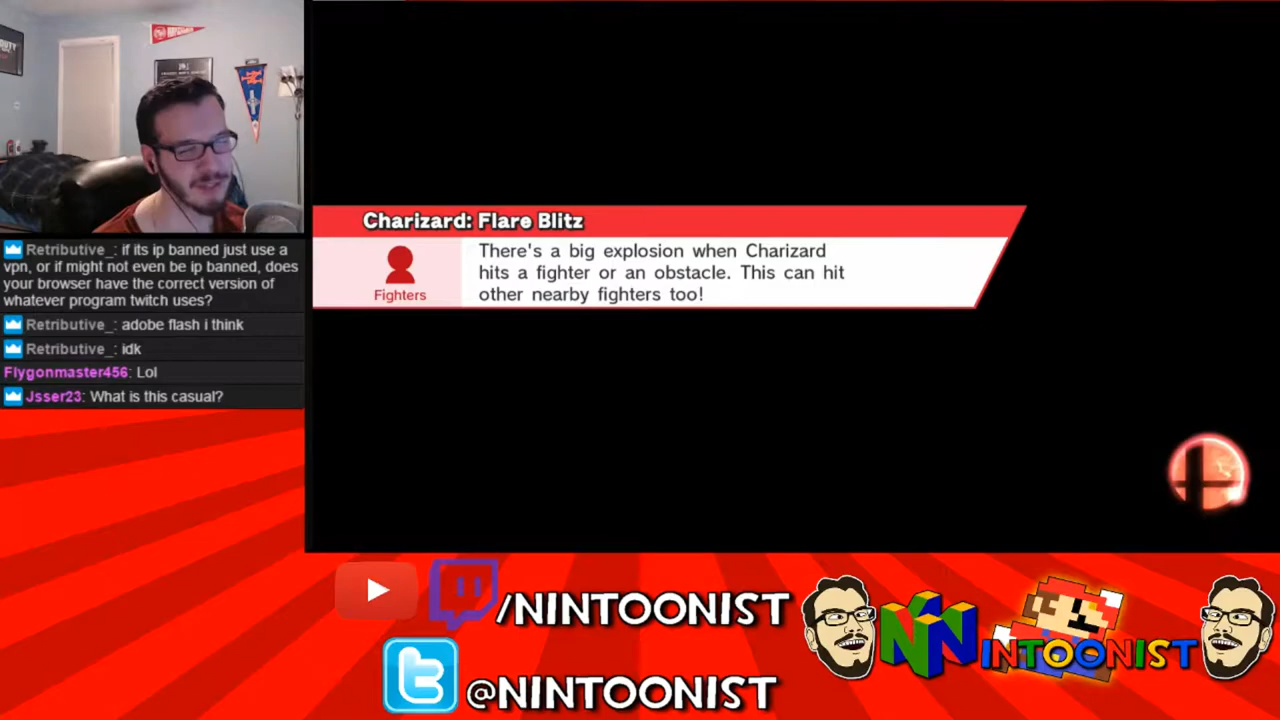 Charizard: Flare Blitz
Fighters
There's a big explosion when Charizard
hits a fighter or an obstacle. This can hit
other nearby fighters too!
Retributive_: if its ip banned just use a
vpn, or if might not even be ip banned, does
your browser have the correct version of
whatever program twitch uses?
Retributive_: adobe flash i think
Retributive_: idk
Flygonmaster456: Lol
Jsser23: What is this casual?
/NINTOONIST
@NINTOONIST
NINTOONIST